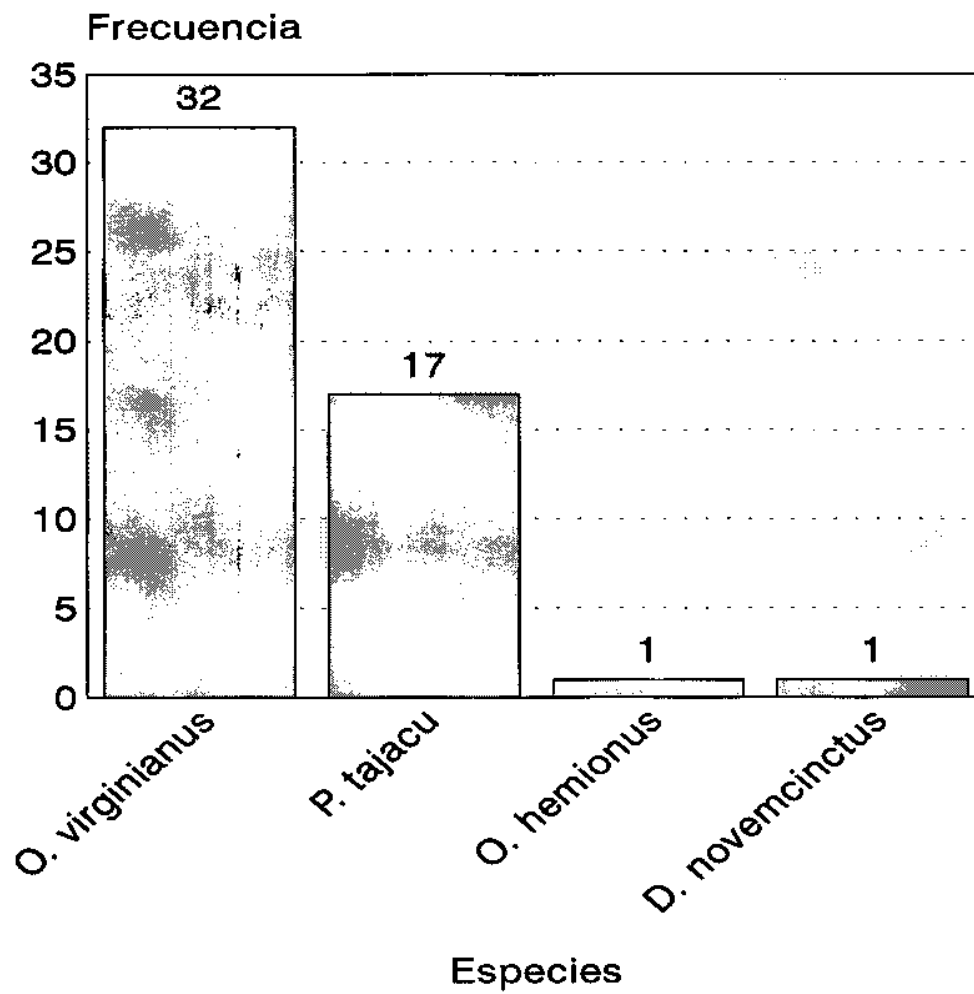 Frecuencia
35
32
30
25
20
17
15
10
5
1
1
0
O. virginianus
P. tajacu
O. hemionus
D. novemcinctus
Especies